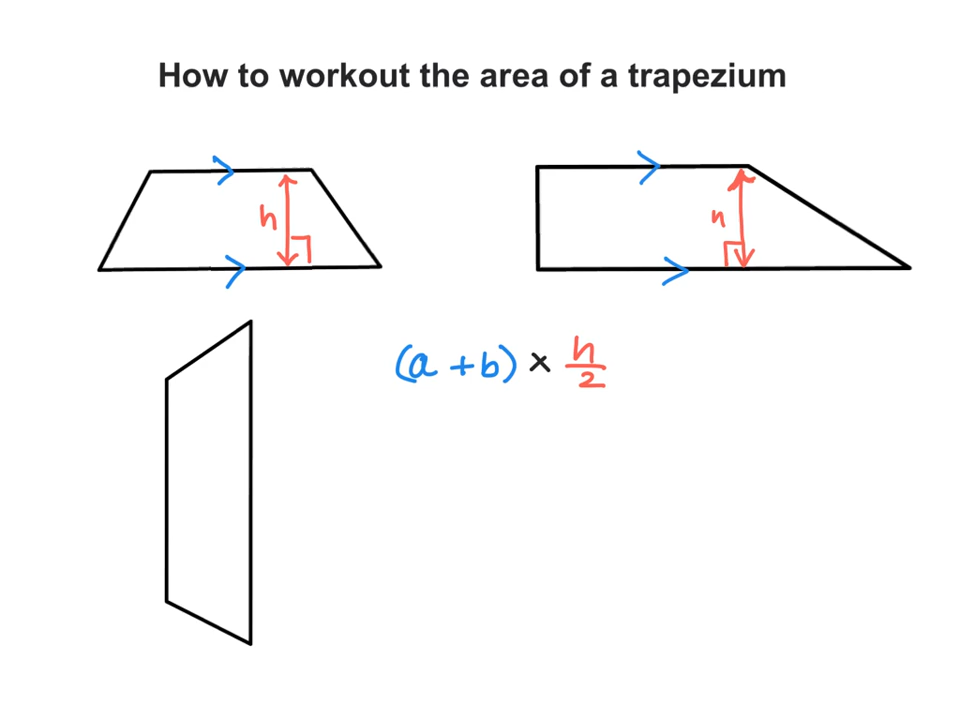 How to workout the area of a trapezium
h
h
(a + b) × h/2